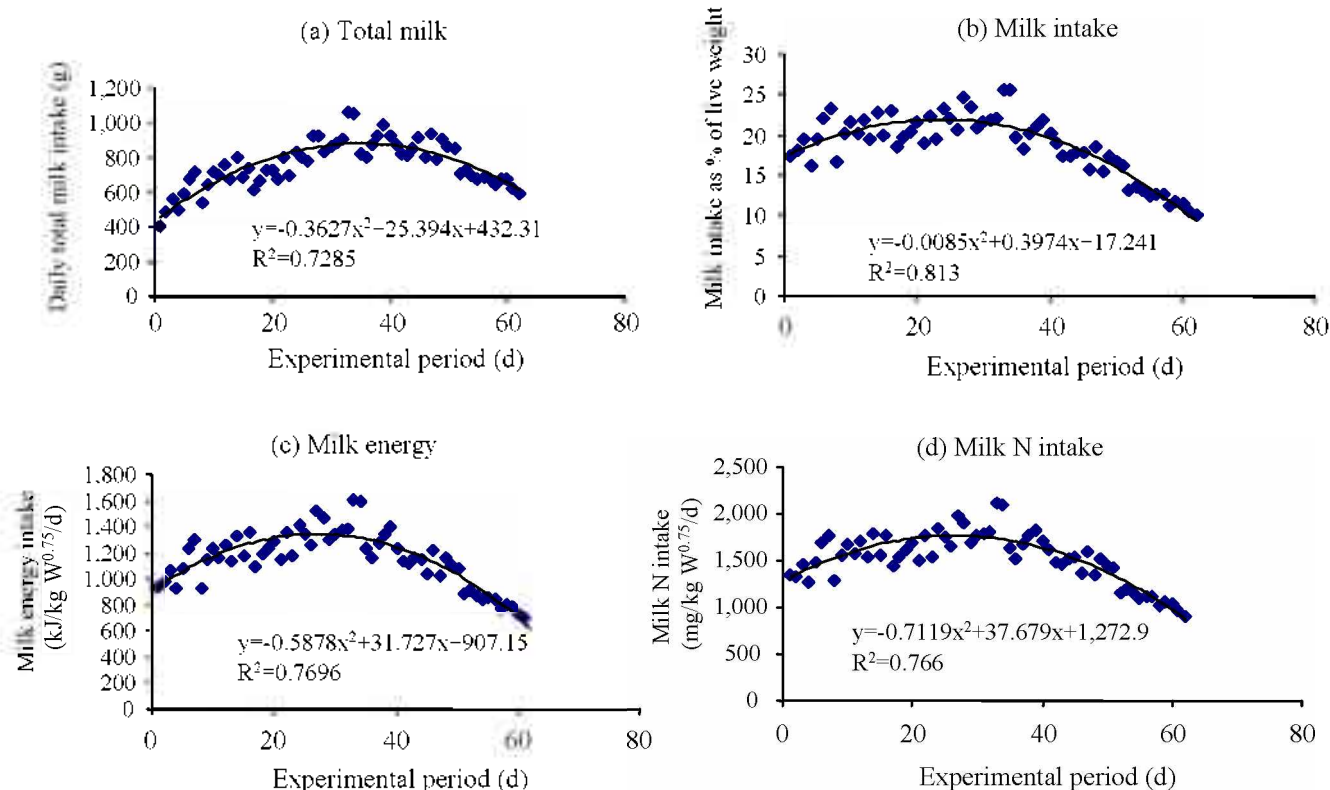 (a) Total milk
Daily total milk intake (g)
1,200
1,000
800
600
400
200
0
0 20 40 60 80
y=-0.3627x²−25.394x+432.31
R²=0.7285
Experimental period (d)
(b) Milk intake
Milk intake as % of live weight
30
25
20
15
10
5
0
0 20 40 60 80
y=-0.0085x²+0.3974x−17.241
R²=0.813
Experimental period (d)
(c) Milk energy
Milk energy intake
(kJ/kg W⁰·⁷⁵/d)
1.800
1.600
1.400
1.200
1.000
800
600
400
200
0
0 20 40 60 80
y=-0.5878x²+31.727x−907.15
R²=0.7696
Experimental period (d)
(d) Milk N intake
Milk N intake
(mg/kg W⁰·⁷⁵/d)
2,500
2,000
1,500
1,000
500
0
0 20 40 60 80
y=-0.7119x²+37.679x+1,272.9
R²=0.766
Experimental period (d)